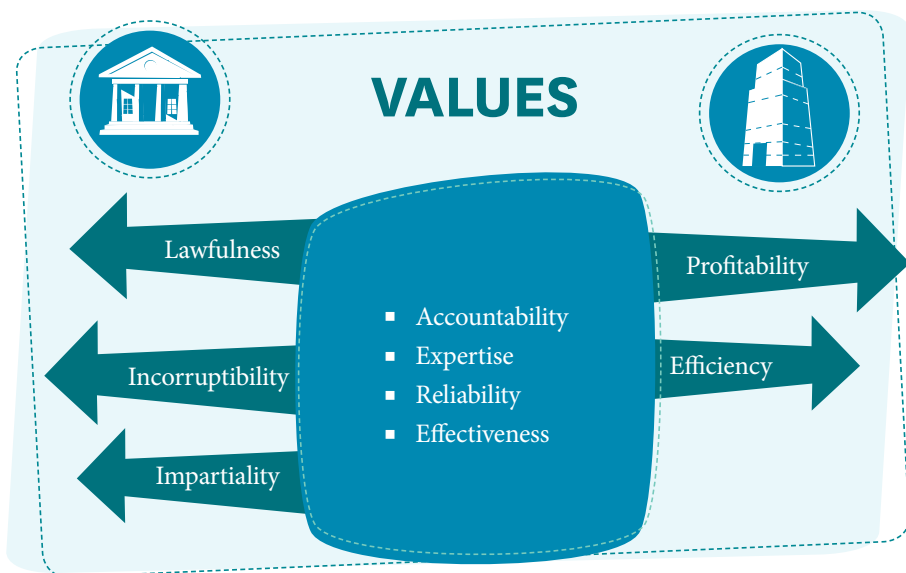 VALUES
Lawfulness
Incorruptibility
Impartiality
▪ Accountability
▪ Expertise
▪ Reliability
▪ Effectiveness
Profitability
Efficiency